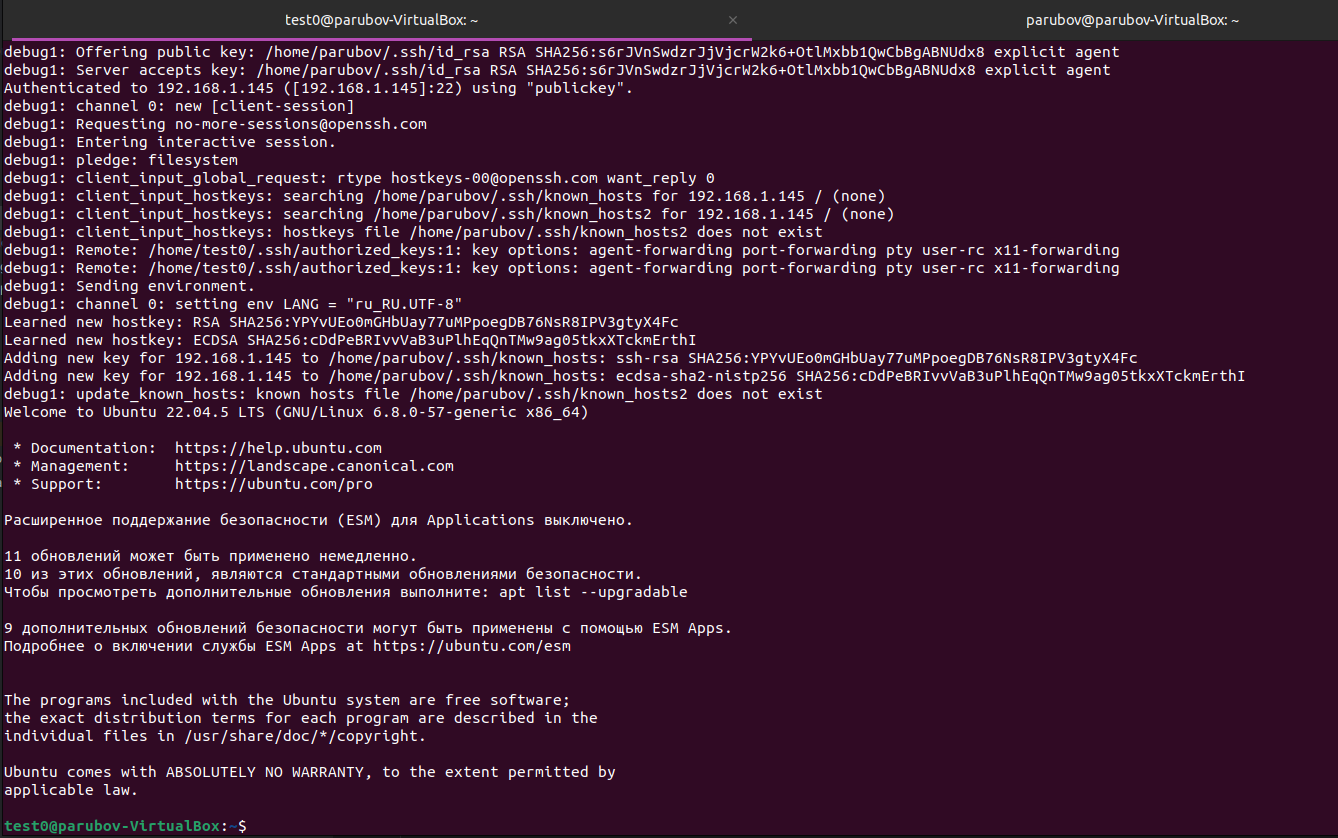 test0@parubov-VirtualBox: ~ × parubov@parubov-VirtualBox: ~
debug1: Offering public key: /home/parubov/.ssh/id_rsa RSA SHA256:s6rJVnSwdzrJjVjcrW2k6+OtlMxbb1QwCbBgABNUdx8 explicit agent
debug1: Server accepts key: /home/parubov/.ssh/id_rsa RSA SHA256:s6rJVnSwdzrJjVjcrW2k6+OtlMxbb1QwCbBgABNUdx8 explicit agent
Authenticated to 192.168.1.145 ([192.168.1.145]:22) using "publickey".
debug1: channel 0: new [client-session]
debug1: Requesting no-more-sessions@openssh.com
debug1: Entering interactive session.
debug1: pledge: filesystem
debug1: client_input_global_request: rtype hostkeys-00@openssh.com want_reply 0
debug1: client_input_hostkeys: searching /home/parubov/.ssh/known_hosts for 192.168.1.145 / (none)
debug1: client_input_hostkeys: searching /home/parubov/.ssh/known_hosts2 for 192.168.1.145 / (none)
debug1: client_input_hostkeys: hostkeys file /home/parubov/.ssh/known_hosts2 does not exist
debug1: Remote: /home/test0/.ssh/authorized_keys:1: key options: agent-forwarding port-forwarding pty user-rc x11-forwarding
debug1: Remote: /home/test0/.ssh/authorized_keys:1: key options: agent-forwarding port-forwarding pty user-rc x11-forwarding
debug1: Sending environment.
debug1: channel 0: setting env LANG = "ru_RU.UTF-8"
Learned new hostkey: RSA SHA256:YPYvUEo0mGHbUay77uMPpoegDB76NsR8IPV3gtyX4Fc
Learned new hostkey: ECDSA SHA256:cDdPeBRIvvVaB3uPlhEqQnTMw9ag05tkxXTckmErthI
Adding new key for 192.168.1.145 to /home/parubov/.ssh/known_hosts: ssh-rsa SHA256:YPYvUEo0mGHbUay77uMPpoegDB76NsR8IPV3gtyX4Fc
Adding new key for 192.168.1.145 to /home/parubov/.ssh/known_hosts: ecdsa-sha2-nistp256 SHA256:cDdPeBRIvvVaB3uPlhEqQnTMw9ag05tkxXTckmErthI
debug1: update_known_hosts: known hosts file /home/parubov/.ssh/known_hosts2 does not exist
Welcome to Ubuntu 22.04.5 LTS (GNU/Linux 6.8.0-57-generic x86_64)
* Documentation: https://help.ubuntu.com
* Management: https://landscape.canonical.com
* Support: https://ubuntu.com/pro
Расширенное поддержание безопасности (ESM) для Applications выключено.
11 обновлений может быть применено немедленно.
10 из этих обновлений, являются стандартными обновлениями безопасности.
Чтобы просмотреть дополнительные обновления выполните: apt list --upgradable
9 дополнительных обновлений безопасности могут быть применены с помощью ESM Apps.
Подробнее о включении службы ESM Apps at https://ubuntu.com/esm
The programs included with the Ubuntu system are free software;
the exact distribution terms for each program are described in the
individual files in /usr/share/doc/*/copyright.
Ubuntu comes with ABSOLUTELY NO WARRANTY, to the extent permitted by
applicable law.
test0@parubov-VirtualBox:~$